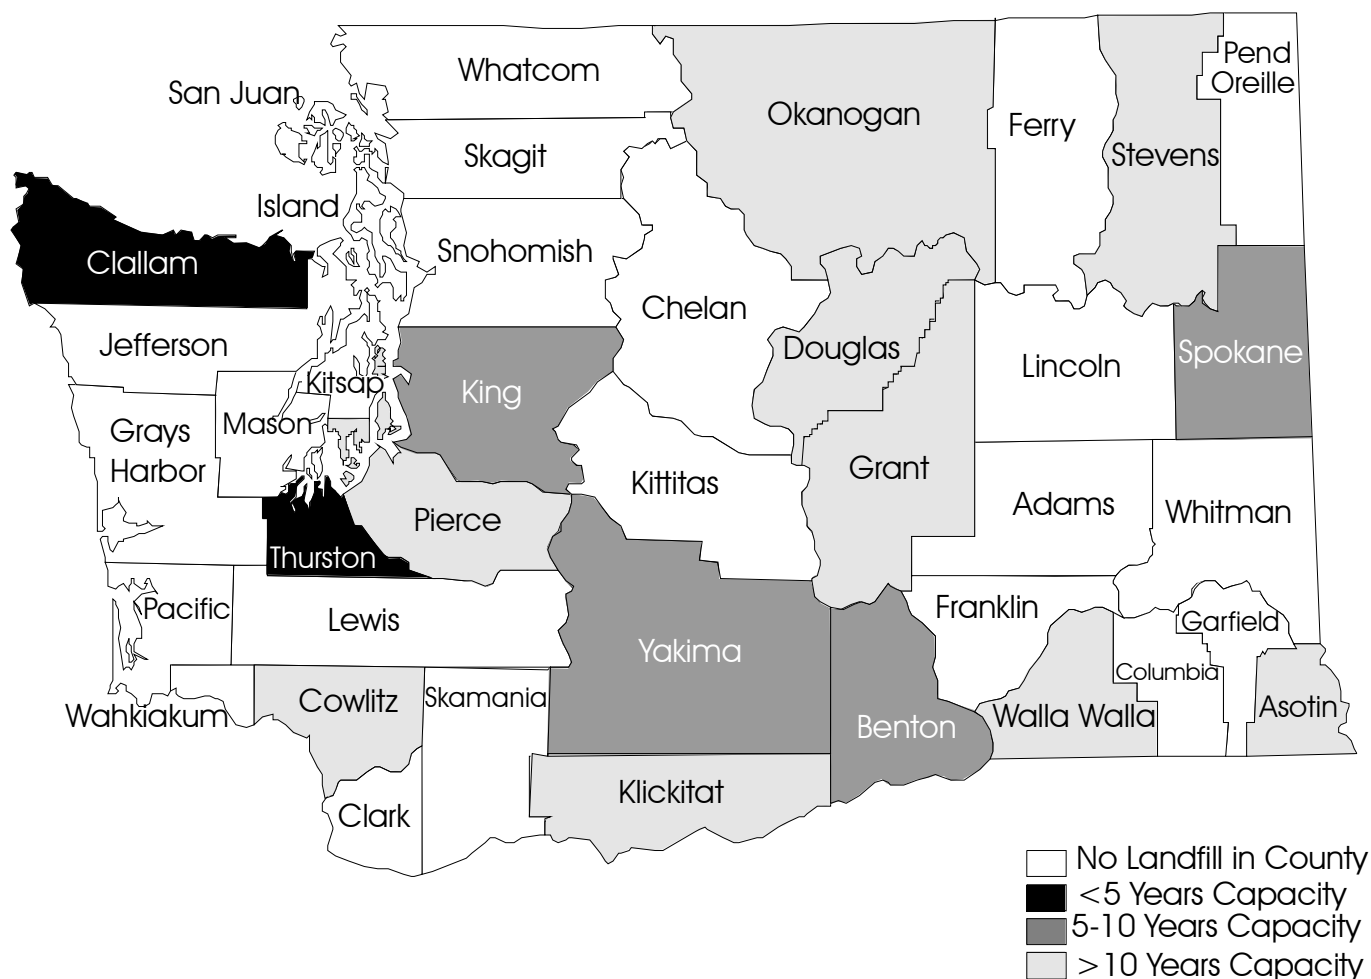 Whatcom
San Juan
Okanogan
Ferry
Pend
Oreille
Skagit
Stevens
Island
Snohomish
Clallam
Chelan
Jefferson
Douglas
Lincoln
Spokane
Kitsap
King
Mason
Grays
Harbor
Grant
Kittitas
Adams
Whitman
Pierce
Thurston
Pacific
Lewis
Franklin
Garfield
Yakima
Columbia
Wahkiakum
Cowlitz
Skamania
Benton
Walla Walla
Asotin
Klickitat
Clark
No Landfill in County
<5 Years Capacity
5-10 Years Capacity
>10 Years Capacity